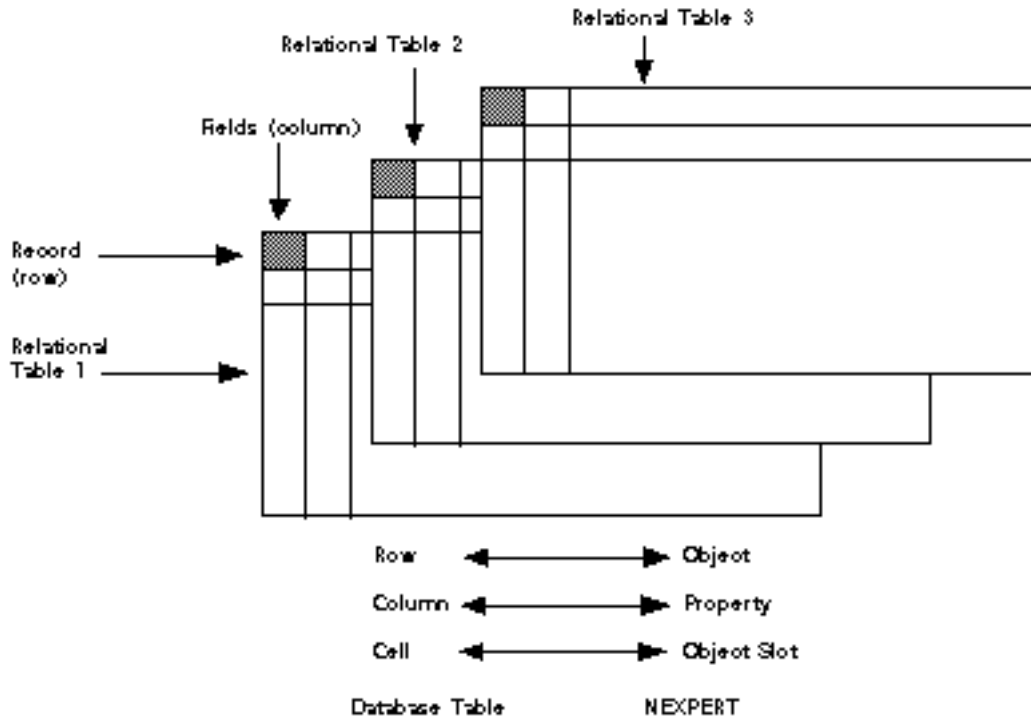 Relational Table 3
Relational Table 2
Fields (column)
Record
(row)
Relational
Table 1
Row Object
Column Property
Cell Object Slot
Database Table NEXPERT